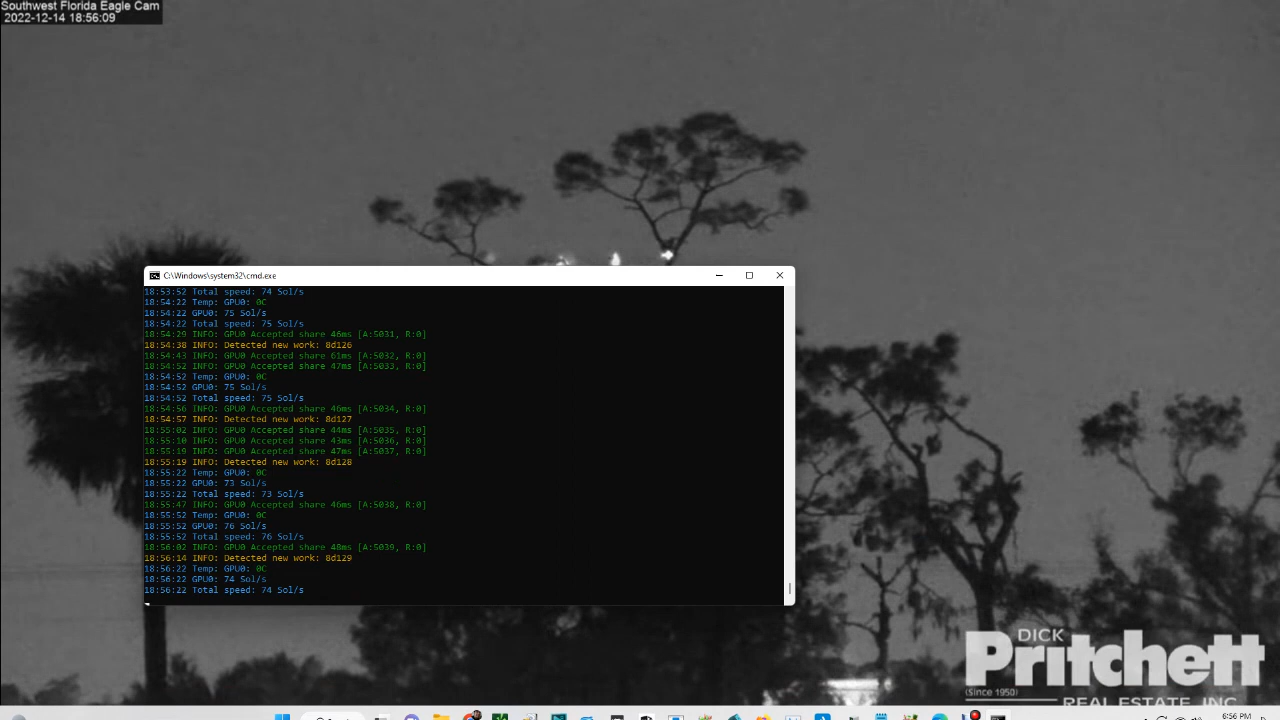 Southwest Florida Eagle Cam
2022-12-14 18:56:09
C:\Windows\system32\cmd.exe
18:53:52 Total speed: 74 Sol/s
18:54:22 Temp: GPU0: 0C
18:54:22 GPU0: 75 Sol/s
18:54:22 Total speed: 75 Sol/s
18:54:29 INFO: GPU0 Accepted share 46ms [A:5031, R:0]
18:54:38 INFO: Detected new work: 8d126
18:54:43 INFO: GPU0 Accepted share 61ms [A:5032, R:0]
18:54:52 INFO: GPU0 Accepted share 47ms [A:5033, R:0]
18:54:52 Temp: GPU0: 0C
18:54:52 GPU0: 75 Sol/s
18:54:52 Total speed: 75 Sol/s
18:54:56 INFO: GPU0 Accepted share 46ms [A:5034, R:0]
18:54:57 INFO: Detected new work: 8d127
18:55:02 INFO: GPU0 Accepted share 44ms [A:5035, R:0]
18:55:10 INFO: GPU0 Accepted share 43ms [A:5036, R:0]
18:55:19 INFO: GPU0 Accepted share 47ms [A:5037, R:0]
18:55:19 INFO: Detected new work: 8d128
18:55:22 Temp: GPU0: 0C
18:55:22 GPU0: 73 Sol/s
18:55:22 Total speed: 73 Sol/s
18:55:47 INFO: GPU0 Accepted share 46ms [A:5038, R:0]
18:55:52 Temp: GPU0: 0C
18:55:52 GPU0: 76 Sol/s
18:55:52 Total speed: 76 Sol/s
18:56:02 INFO: GPU0 Accepted share 48ms [A:5039, R:0]
18:56:14 INFO: Detected new work: 8d129
18:56:22 Temp: GPU0: 0C
18:56:22 GPU0: 74 Sol/s
18:56:22 Total speed: 74 Sol/s
DICK
Pritchett
(Since 1950)
REAL ESTATE, INC
6:56 PM